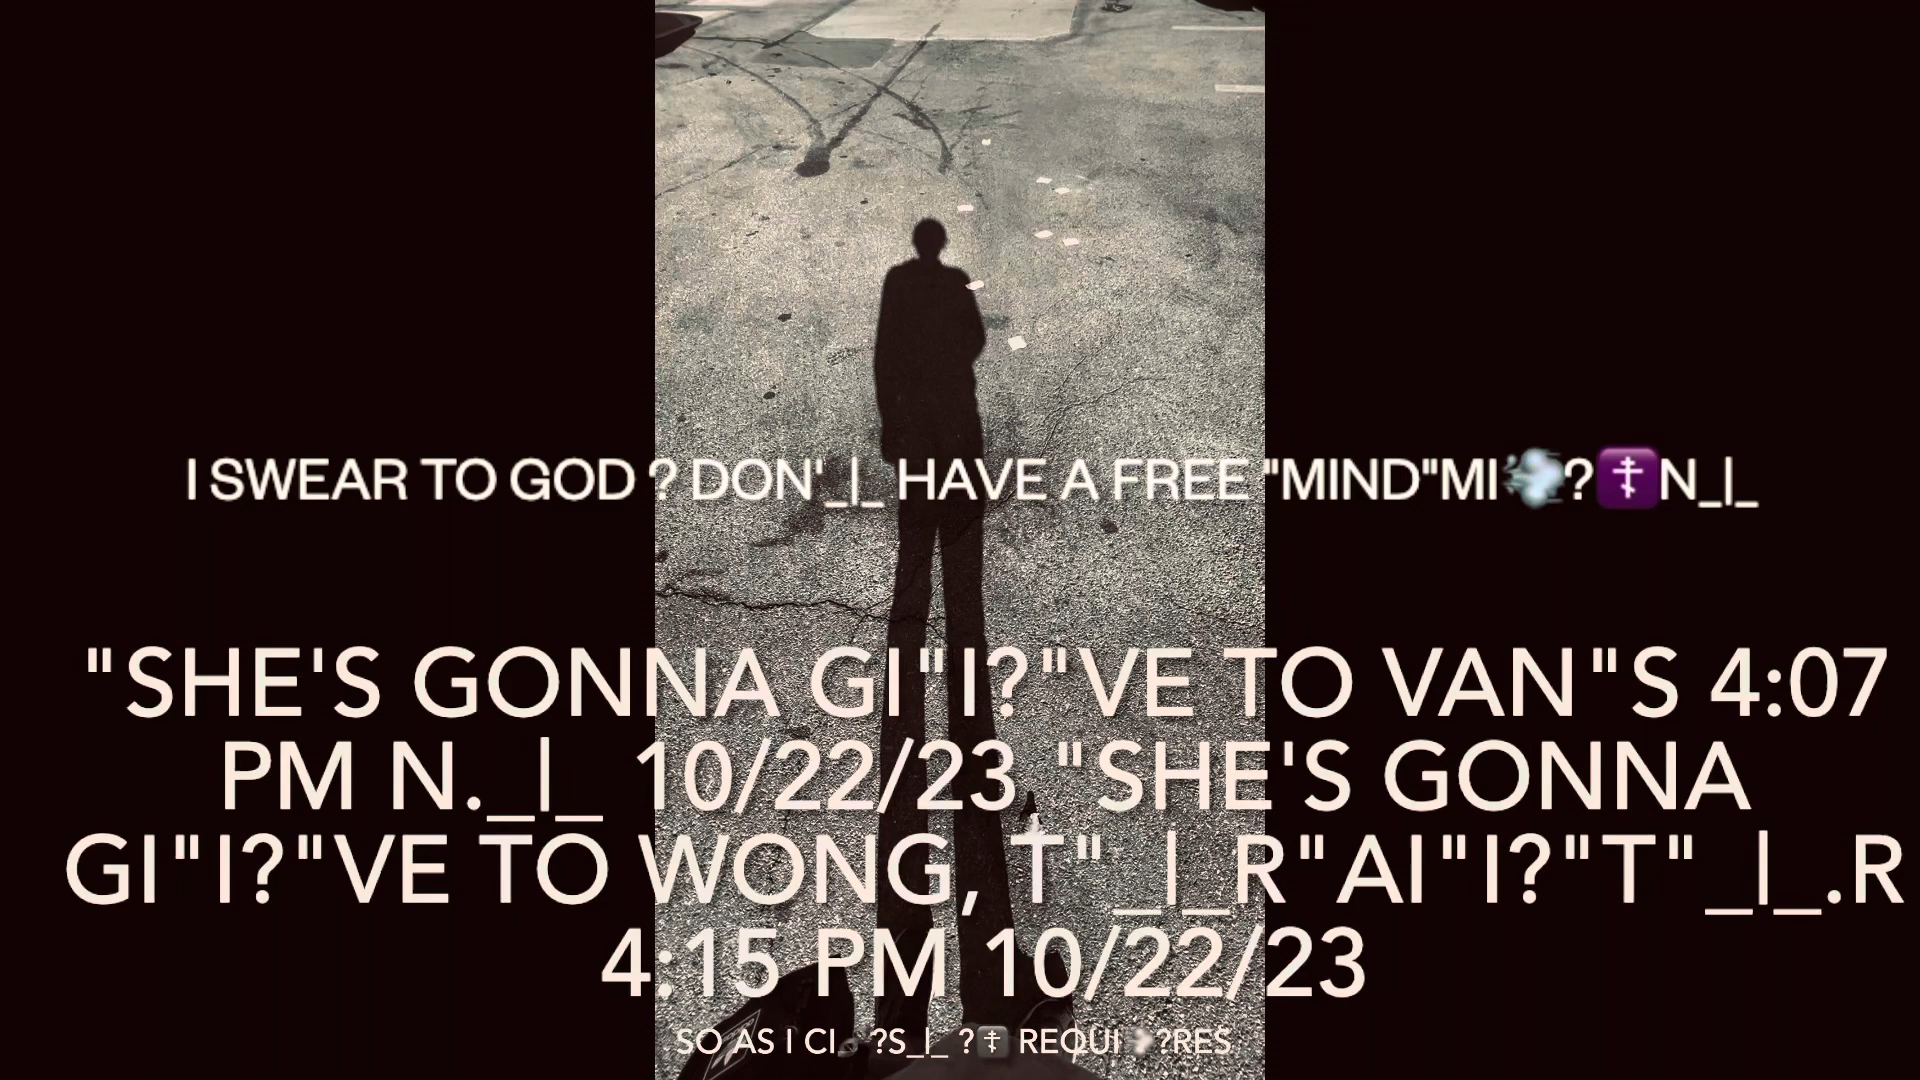 I SWEAR TO GOD ? DON'_|_ HAVE A FREE "MIND"MI💨?☦️N_|_
"SHE'S GONNA GI"I?"VE TO VAN"S 4:07
PM N._|_ 10/22/23, "SHE'S GONNA
GI"I?"VE TO WONG, T"_|_R"AI"I?"T"_|_.R
4:15 PM 10/22/23
SO AS I CI💨?S_|_ ?☦️ REQUI💨?RES